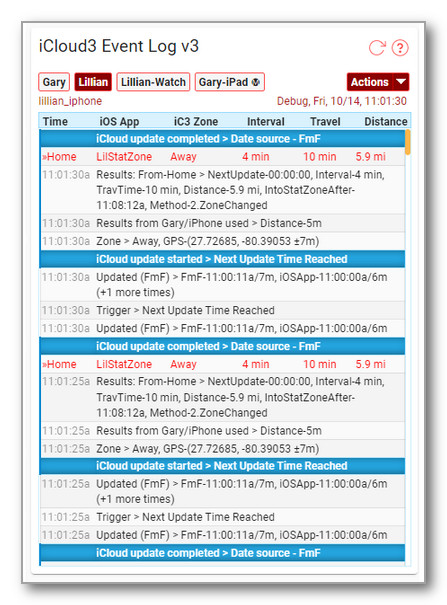 iCloud3 Event Log v3
Gary Lillian Lillian-Watch Gary-iPad Actions
lillian_iphone Debug, Fri, 10/14, 11:01:30
Time iOS App iC3 Zone Interval Travel Distance
iCloud update completed > Date source - FmF
»Home LilStatZone Away 4 min 10 min 5.9 mi
11:01:30a Results: From-Home > NextUpdate-00:00:00, Interval-4 min,
TravTime-10 min, Distance-5.9 mi, IntoStatZoneAfter-
11:08:12a, Method-2.ZoneChanged
11:01:30a Results from Gary/iPhone used > Distance-5m
11:01:30a Zone > Away, GPS-(27.72685, -80.39053 ±7m)
iCloud update started > Next Update Time Reached
11:01:30a Updated (FmF) > FmF-11:00:11a/7m, iOSApp-11:00:00a/6m
(+1 more times)
11:01:30a Trigger > Next Update Time Reached
11:01:30a Updated (FmF) > FmF-11:00:11a/7m, iOSApp-11:00:00a/6m
iCloud update completed > Date source - FmF
»Home LilStatZone Away 4 min 10 min 5.9 mi
11:01:25a Results: From-Home > NextUpdate-00:00:00, Interval-4 min,
TravTime-10 min, Distance-5.9 mi, IntoStatZoneAfter-
11:08:12a, Method-2.ZoneChanged
11:01:25a Results from Gary/iPhone used > Distance-5m
11:01:25a Zone > Away, GPS-(27.72685, -80.39053 ±7m)
iCloud update started > Next Update Time Reached
11:01:25a Updated (FmF) > FmF-11:00:11a/7m, iOSApp-11:00:00a/6m
(+1 more times)
11:01:25a Trigger > Next Update Time Reached
11:01:25a Updated (FmF) > FmF-11:00:11a/7m, iOSApp-11:00:00a/6m
iCloud update completed > Date source - FmF